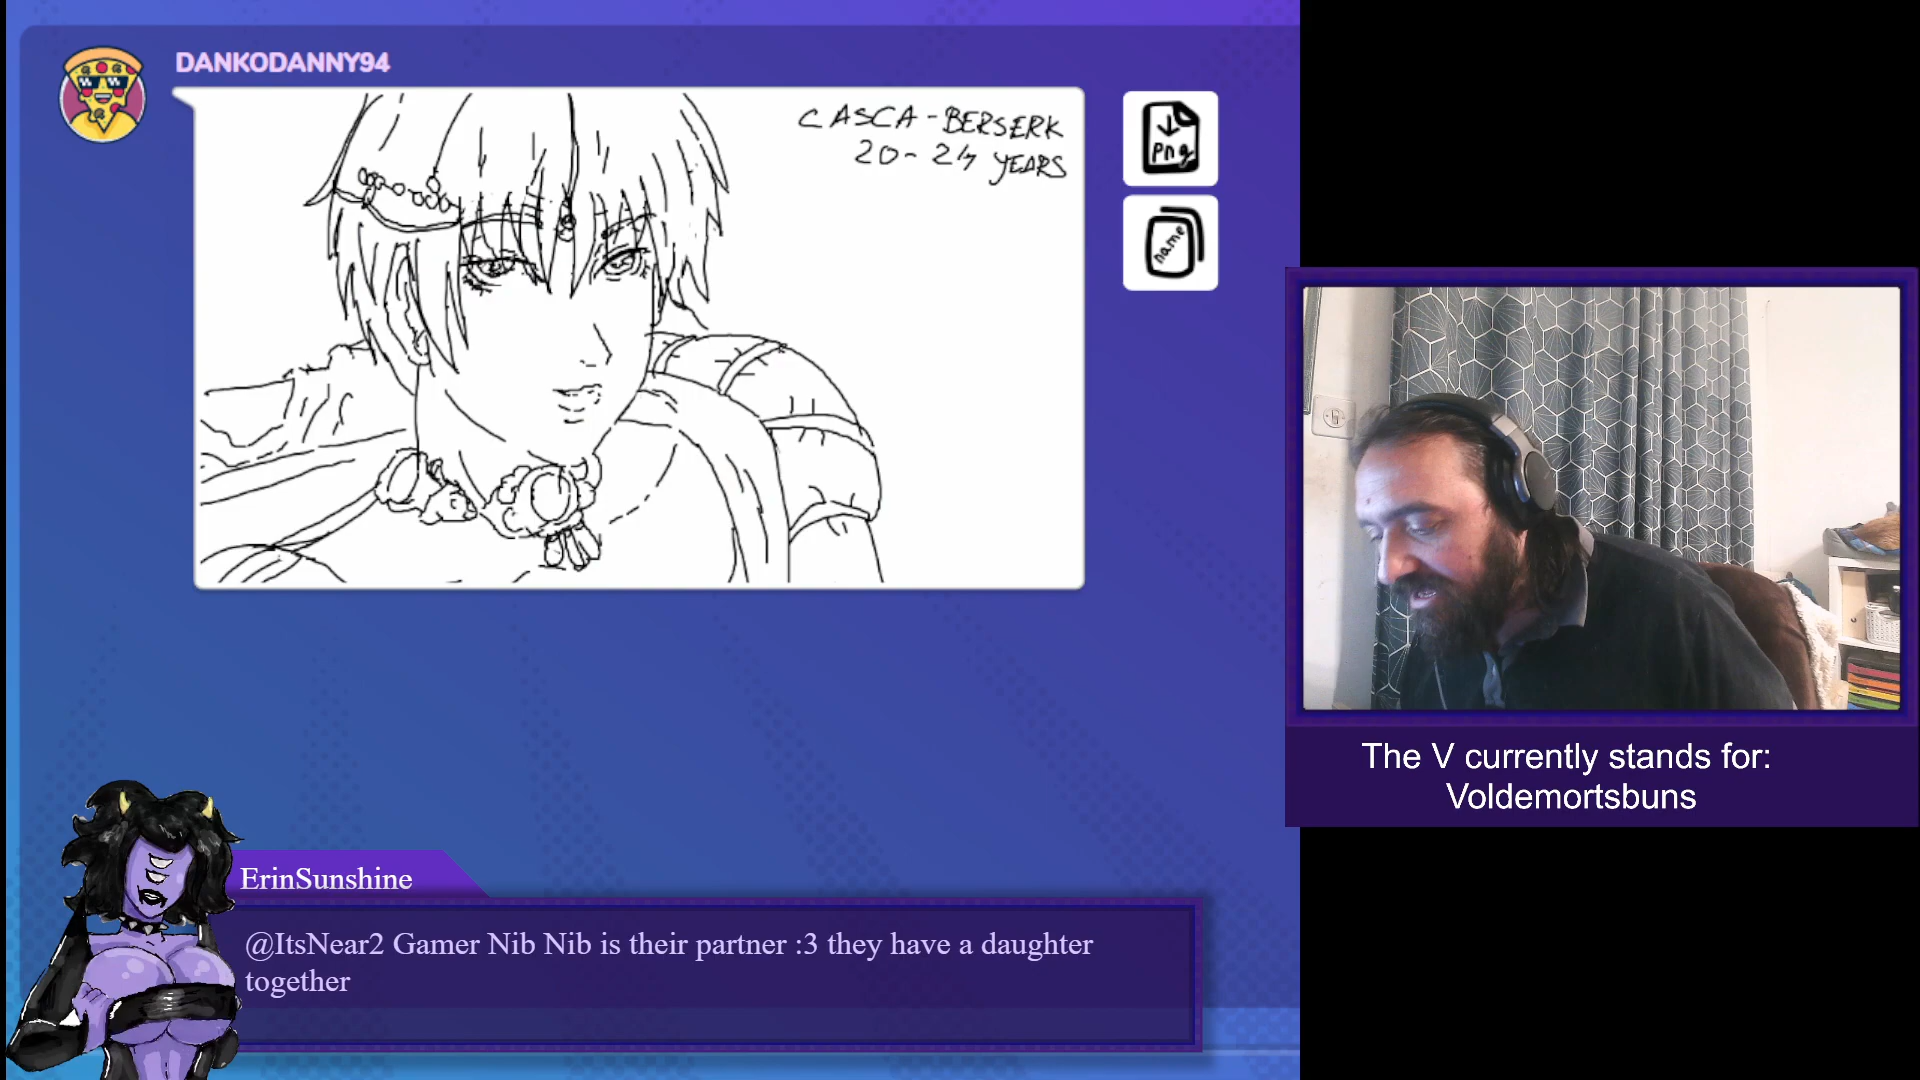 DANKODANNY94
CASCA-BERSERK
20-24 YEARS
png
name
The V currently stands for:
Voldemortsbuns
ErinSunshine
@ItsNear2 Gamer Nib Nib is their partner :3 they have a daughter
together